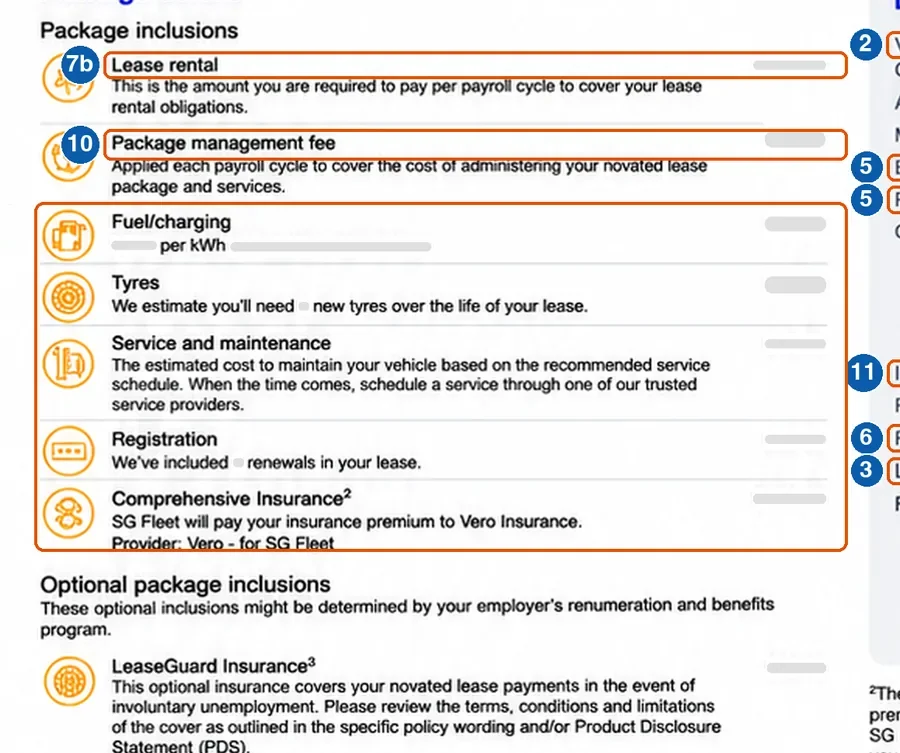 Package inclusions
7b
Lease rental
This is the amount you are required to pay per payroll cycle to cover your lease
rental obligations.
10
Package management fee
Applied each payroll cycle to cover the cost of administering your novated lease
package and services.
Fuel/charging
per kWh
Tyres
We estimate you'll need new tyres over the life of your lease.
Service and maintenance
The estimated cost to maintain your vehicle based on the recommended service
schedule. When the time comes, schedule a service through one of our trusted
service providers.
Registration
We've included renewals in your lease.
Comprehensive Insurance²
SG Fleet will pay your insurance premium to Vero Insurance.
Provider: Vero - for SG Fleet
Optional package inclusions
These optional inclusions might be determined by your employer's renumeration and benefits
program.
LeaseGuard Insurance³
This optional insurance covers your novated lease payments in the event of
involuntary unemployment. Please review the terms, conditions and limitations
of the cover as outlined in the specific policy wording and/or Product Disclosure
Statement (PDS).
2
5
5
11
6
3
²The
SG